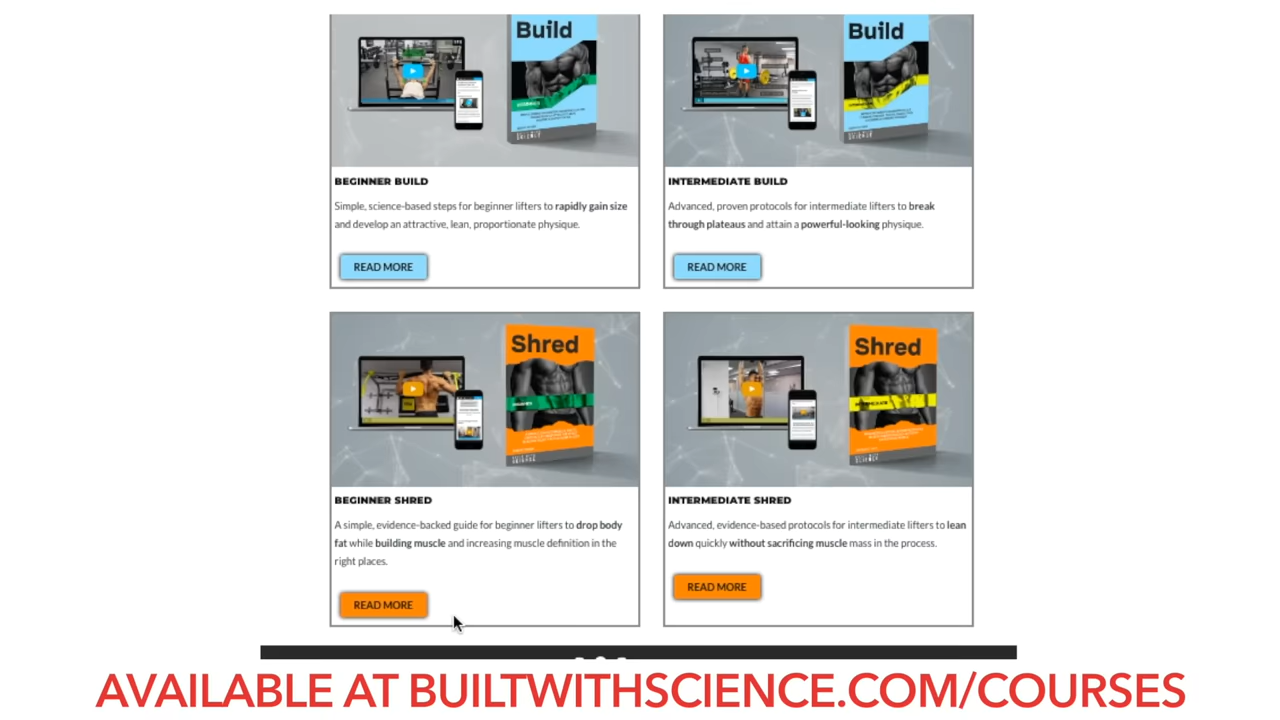 Build
Build
BEGINNER BUILD
Simple, science-based steps for beginner lifters to rapidly gain size
and develop an attractive, lean, proportionate physique.
READ MORE
INTERMEDIATE BUILD
Advanced, proven protocols for intermediate lifters to break
through plateaus and attain a powerful-looking physique.
READ MORE
Shred
Shred
INTERMEDIATE
BEGINNER SHRED
A simple, evidence-backed guide for beginner lifters to drop body
fat while building muscle and increasing muscle definition in the
right places.
READ MORE
INTERMEDIATE SHRED
Advanced, evidence-based protocols for intermediate lifters to lean
down quickly without sacrificing muscle mass in the process.
READ MORE
AVAILABLE AT BUILTWITHSCIENCE.COM/COURSES